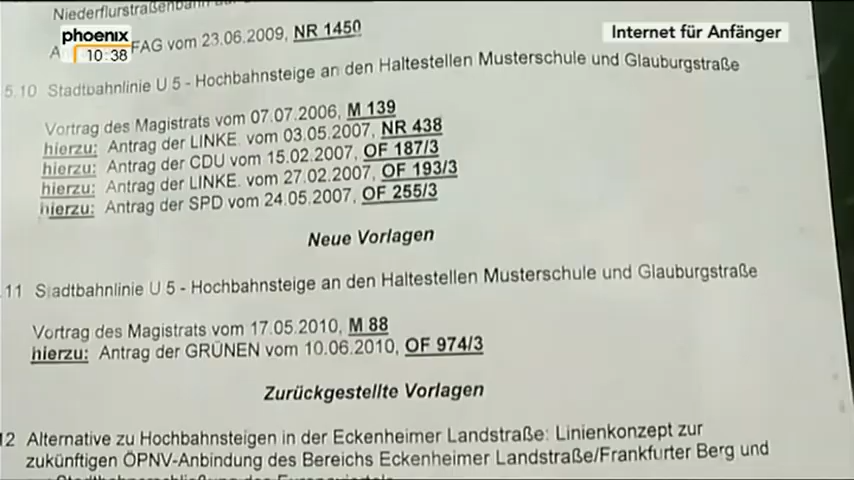 Niederflurstraßenbahn
phoenix
10:38
Internet für Anfänger
FAG vom 23.06.2009, NR 1450
5.10 Stadtbahnlinie U 5 - Hochbahnsteige an den Haltestellen Musterschule und Glauburgstraße
Vortrag des Magistrats vom 07.07.2006, M 139
hierzu: Antrag der LINKE. vom 03.05.2007, NR 438
hierzu: Antrag der CDU vom 15.02.2007, OF 187/3
hierzu: Antrag der LINKE. vom 27.02.2007, OF 193/3
hierzu: Antrag der SPD vom 24.05.2007, OF 255/3
Neue Vorlagen
.11 Stadtbahnlinie U 5 - Hochbahnsteige an den Haltestellen Musterschule und Glauburgstraße
Vortrag des Magistrats vom 17.05.2010, M 88
hierzu: Antrag der GRÜNEN vom 10.06.2010, OF 974/3
Zurückgestellte Vorlagen
12 Alternative zu Hochbahnsteigen in der Eckenheimer Landstraße: Linienkonzept zur
zukünftigen ÖPNV-Anbindung des Bereichs Eckenheimer Landstraße/Frankfurter Berg und